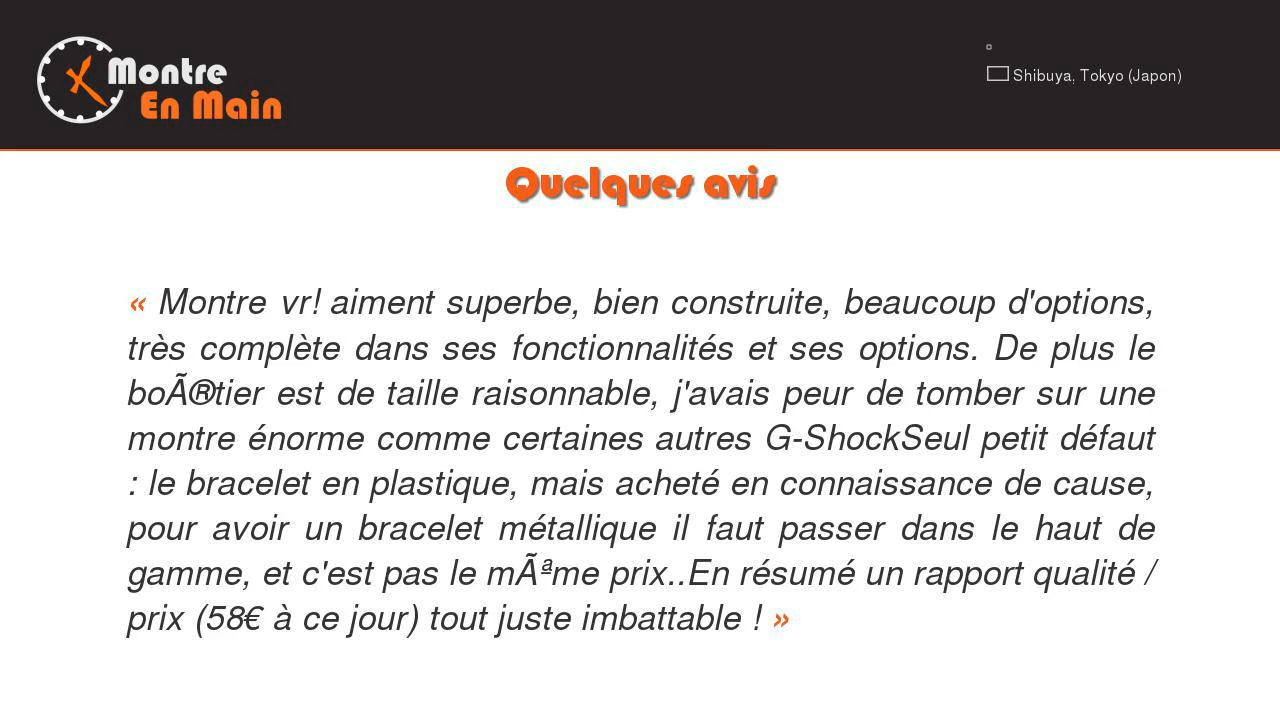 Montre
En Main
Shibuya, Tokyo (Japon)
Quelques avis
« Montre vr! aiment superbe, bien construite, beaucoup d'options,
très complète dans ses fonctionnalités et ses options. De plus le
boÃ®tier est de taille raisonnable, j'avais peur de tomber sur une
montre énorme comme certaines autres G-ShockSeul petit défaut
: le bracelet en plastique, mais acheté en connaissance de cause,
pour avoir un bracelet métallique il faut passer dans le haut de
gamme, et c'est pas le mÃªme prix..En résumé un rapport qualité /
prix (58€ à ce jour) tout juste imbattable ! »